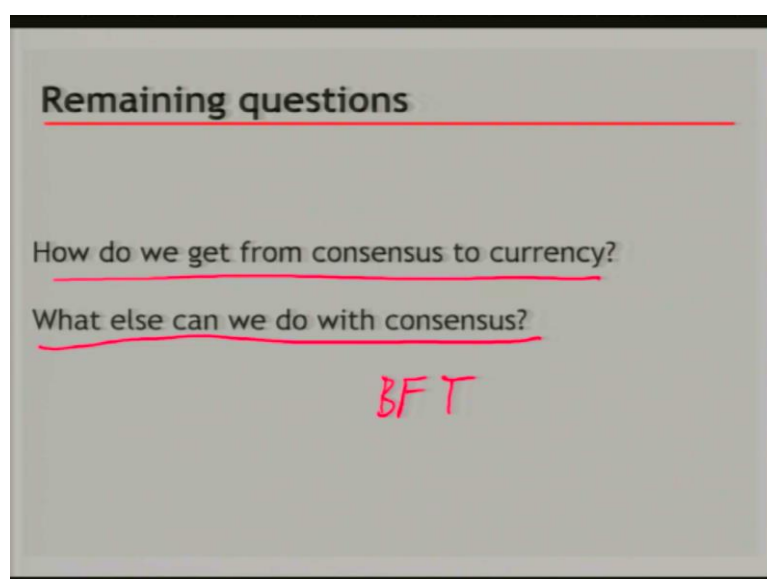 Remaining questions
How do we get from consensus to currency?
What else can we do with consensus?
BFT